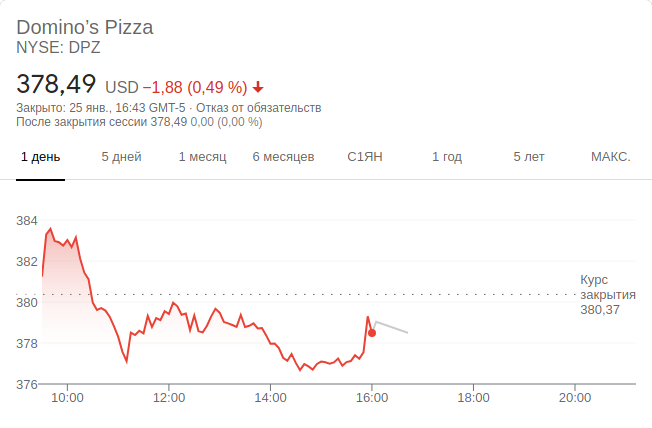 Domino’s Pizza
NYSE: DPZ
378,49 USD −1,88 (0,49 %)
Закрыто: 25 янв., 16:43 GMT-5 · Отказ от обязательств
После закрытия сессии 378,49 0,00 (0,00 %)
1 день 5 дней 1 месяц 6 месяцев С1ЯН 1 год 5 лет МАКС.
384
382
380
378
376
Курс
закрытия
380,37
10:00 12:00 14:00 16:00 18:00 20:00